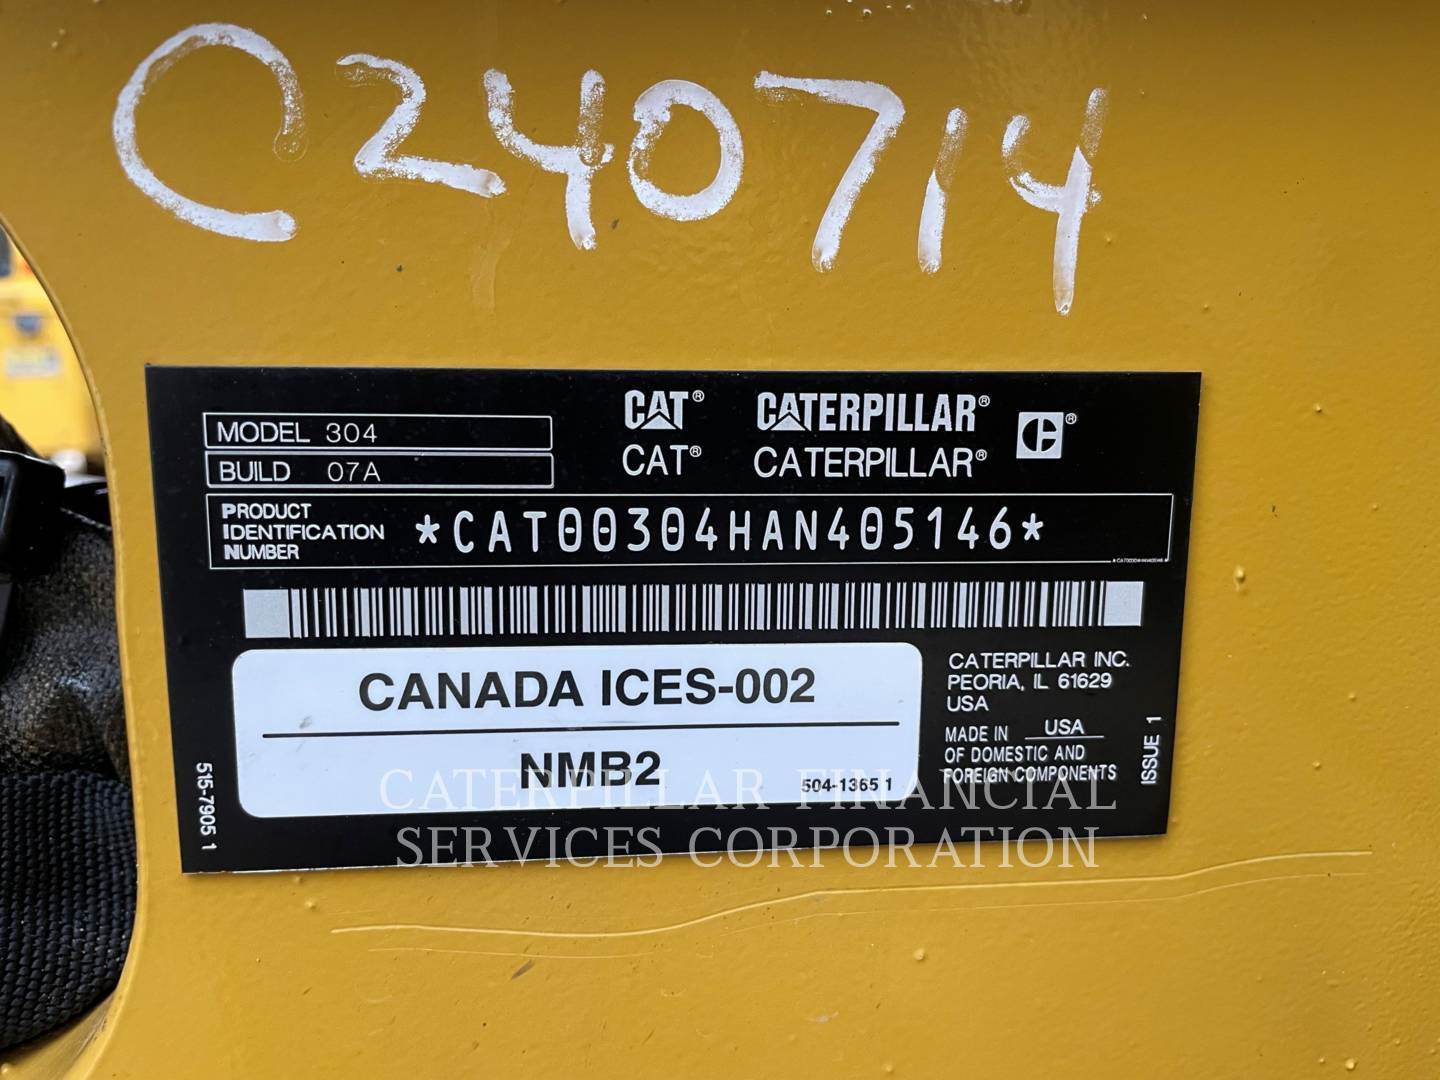 C240714
MODEL 304
BUILD 07A
CAT® CATERPILLAR® C®
CAT® CATERPILLAR®
PRODUCT IDENTIFICATION NUMBER *CAT00304HAN405146*
*CAT00304HAN405146*
CANADA ICES-002
NMB2
504-1365 1
CATERPILLAR INC.
PEORIA, IL 61629
USA
MADE IN USA
OF DOMESTIC AND
FOREIGN COMPONENTS
ISSUE 1
515-7905 1
CATERPILLAR FINANCIAL
SERVICES CORPORATION